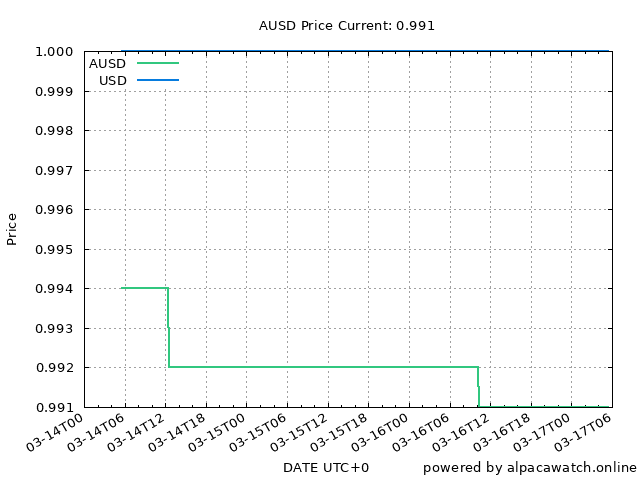 AUSD Price Current: 0.991
1.000
AUSD
USD
0.999
0.998
0.997
0.996
0.995
0.994
0.993
0.992
0.991
Price
03-14T00
03-14T06
03-14T12
03-14T18
03-15T00
03-15T06
03-15T12
03-15T18
03-16T00
03-16T06
03-16T12
03-16T18
03-17T00
03-17T06
DATE UTC+0
powered by alpacawatch.online